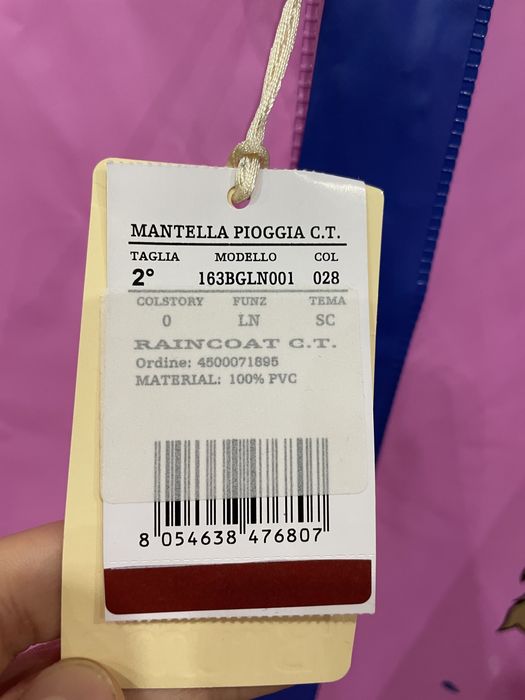 MANTELLA PIOGGIA C.T.
TAGLIA MODELLO COL
2° 163BGLN001 028
COLSTORY FUNZ TEMA
0 LN SC
RAINCOAT C.T.
Ordine: 4500071895
MATERIAL: 100% PVC
8 054638 476807